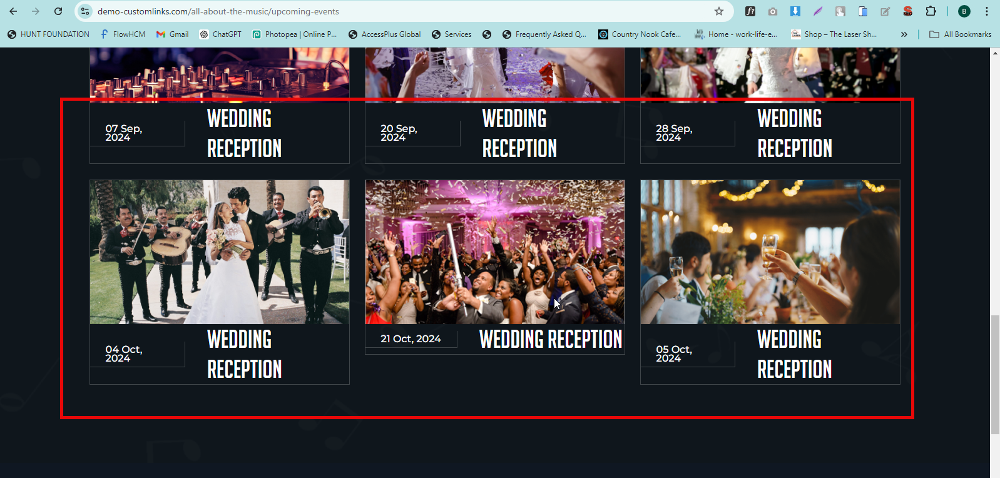 demo-customlinks.com/all-about-the-music/upcoming-events
f?
SEO
B
HUNT FOUNDATION
FlowHCM
Gmail
ChatGPT
Photopea | Online P...
AccessPlus Global
Services
Frequently Asked Q...
Country Nook Cafe...
Home - work-life-e...
Shop – The Laser Sh...
All Bookmarks
07 Sep,
2024
WEDDING
RECEPTION
20 Sep,
2024
WEDDING
RECEPTION
28 Sep,
2024
WEDDING
RECEPTION
04 Oct,
2024
WEDDING
RECEPTION
21 Oct, 2024
WEDDING RECEPTION
05 Oct,
2024
WEDDING
RECEPTION